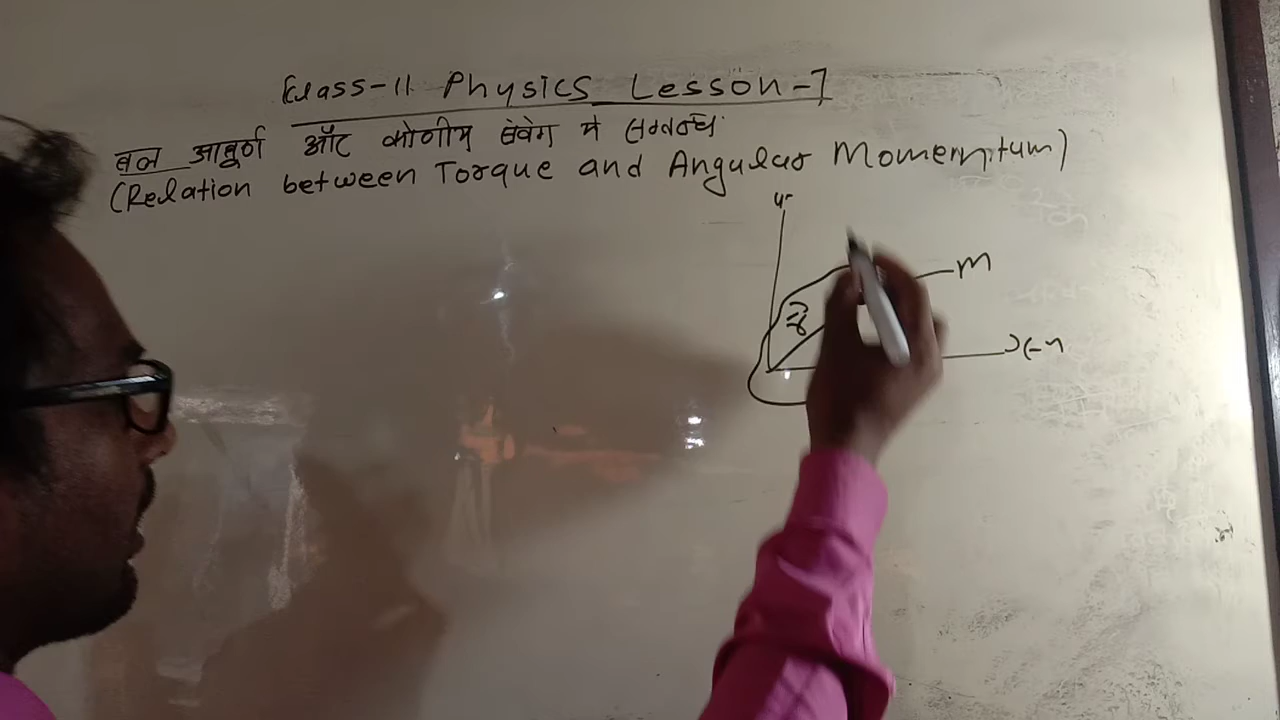 Class-11 Physics Lesson-7
बल आघूर्ण और कोणीय संवेग में सम्बन्ध
(Relation between Torque and Angular Momentum)
m
r